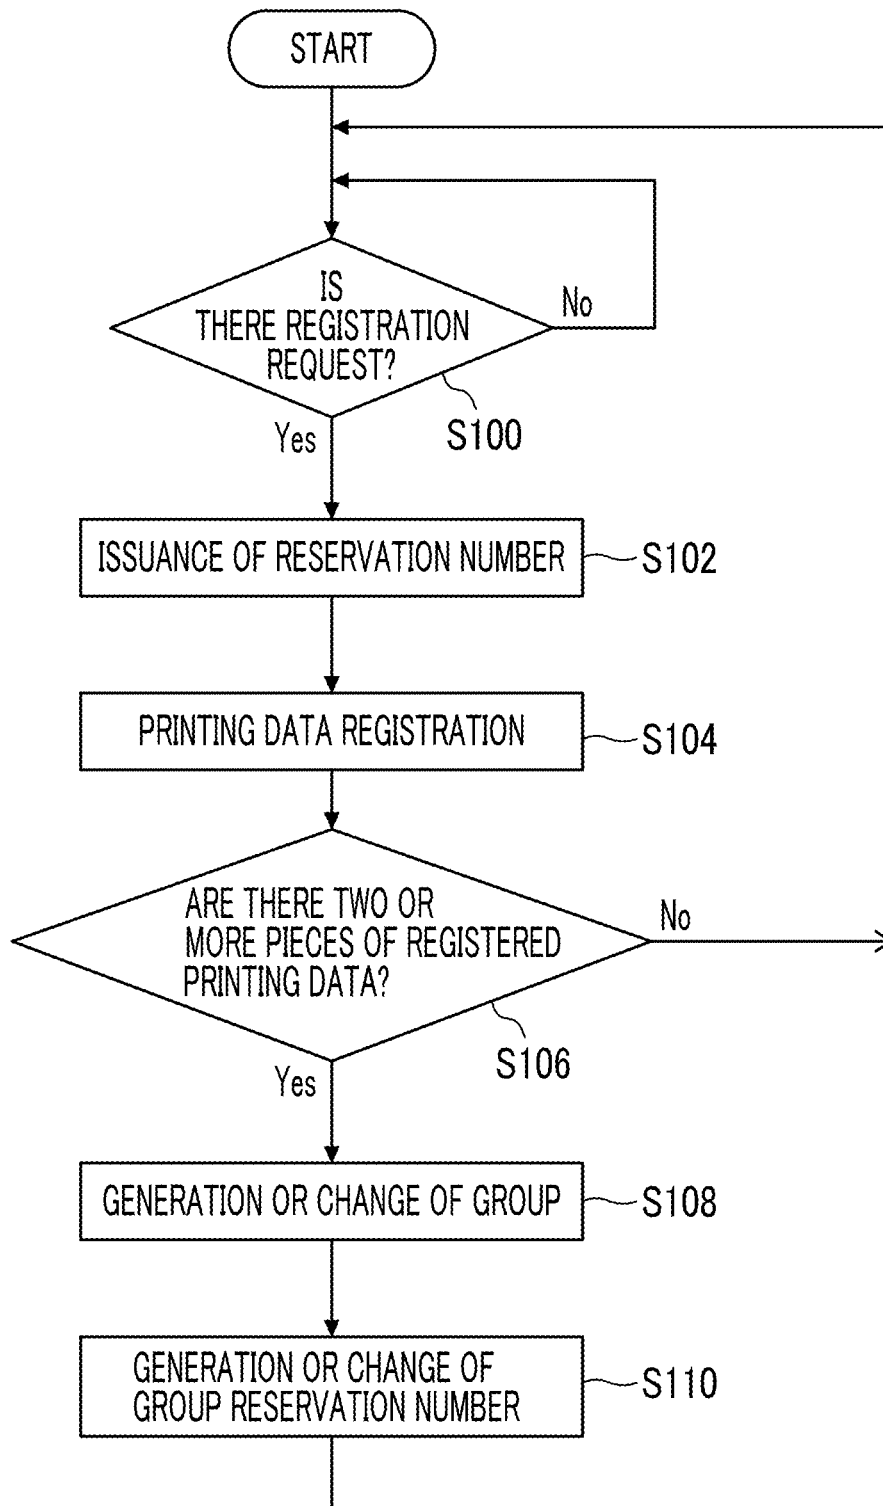 START
IS
THERE REGISTRATION
REQUEST?
No
S100
Yes
ISSUANCE OF RESERVATION NUMBER
S102
PRINTING DATA REGISTRATION
S104
ARE THERE TWO OR
MORE PIECES OF REGISTERED
PRINTING DATA?
No
S106
Yes
GENERATION OR CHANGE OF GROUP
S108
GENERATION OR CHANGE OF
GROUP RESERVATION NUMBER
S110